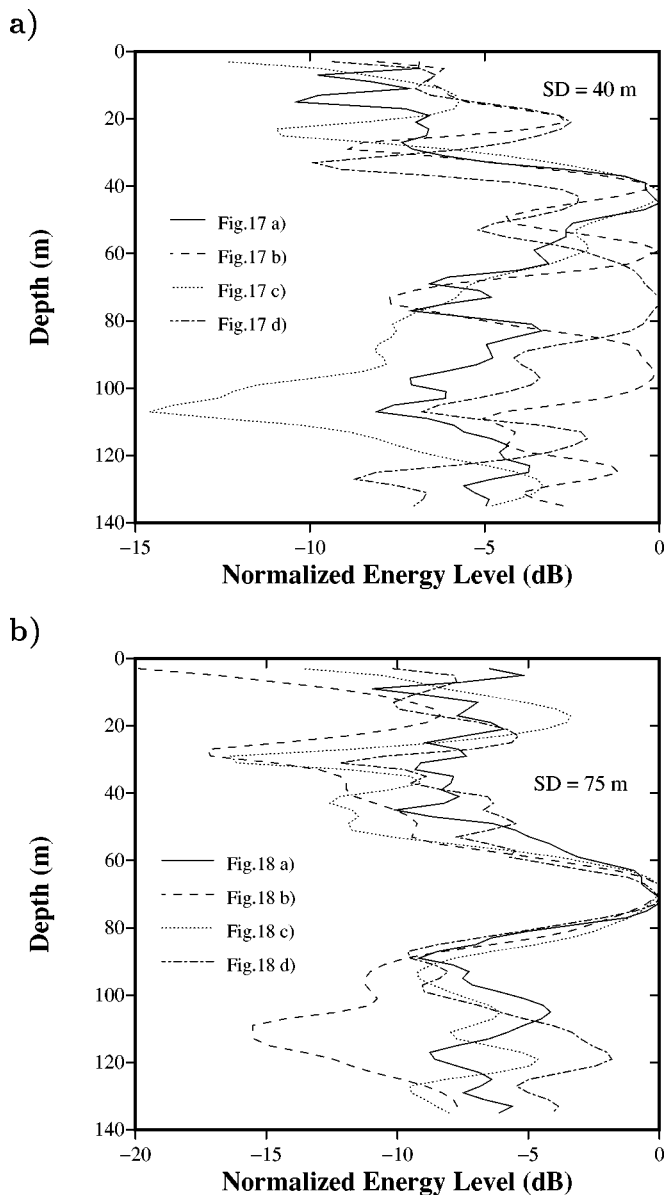 a)
0
20
40
60
80
100
120
140
Depth (m)
SD = 40 m
Fig.17 a)
Fig.17 b)
Fig.17 c)
Fig.17 d)
−15 −10 −5 0
Normalized Energy Level (dB)
b)
0
20
40
60
80
100
120
140
Depth (m)
SD = 75 m
Fig.18 a)
Fig.18 b)
Fig.18 c)
Fig.18 d)
−20 −15 −10 −5 0
Normalized Energy Level (dB)